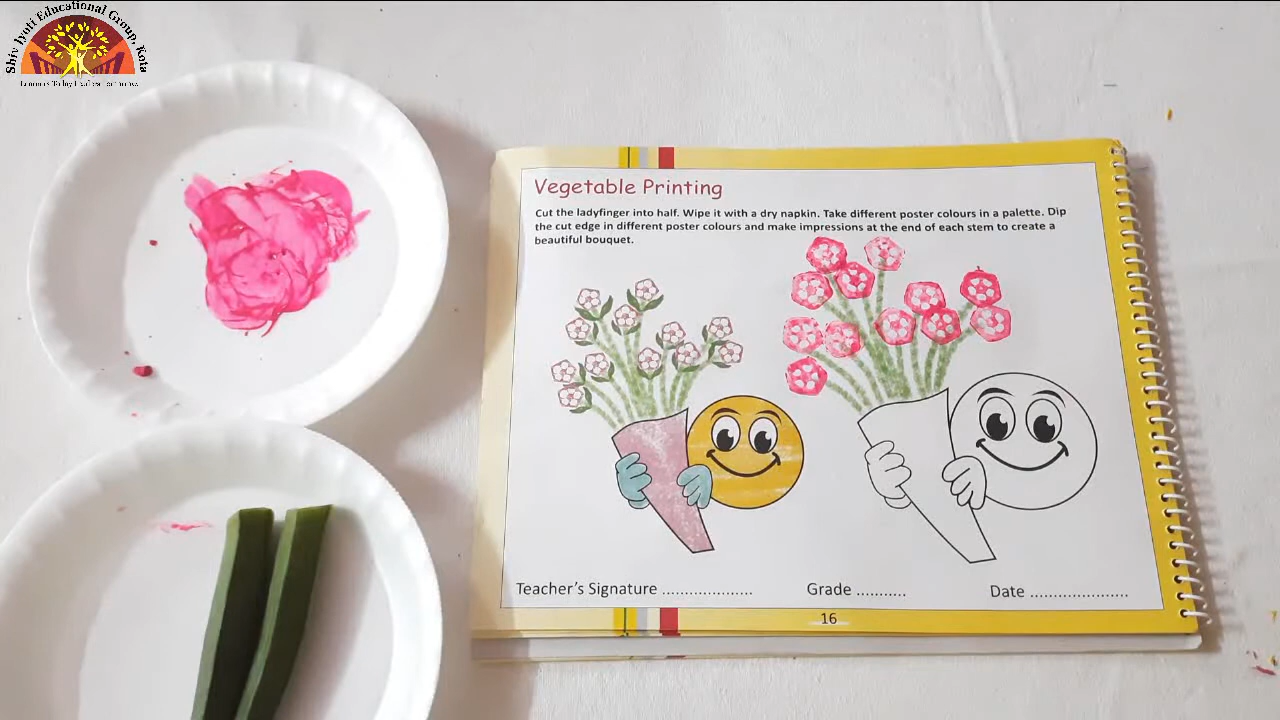 Shiv Jyoti Educational Group, Kota
Vegetable Printing
Cut the ladyfinger into half. Wipe it with a dry napkin. Take different poster colours in a palette. Dip
the cut edge in different poster colours and make impressions at the end of each stem to create a
beautiful bouquet.
Teacher's Signature ....................
Grade ...........
Date .....................
16